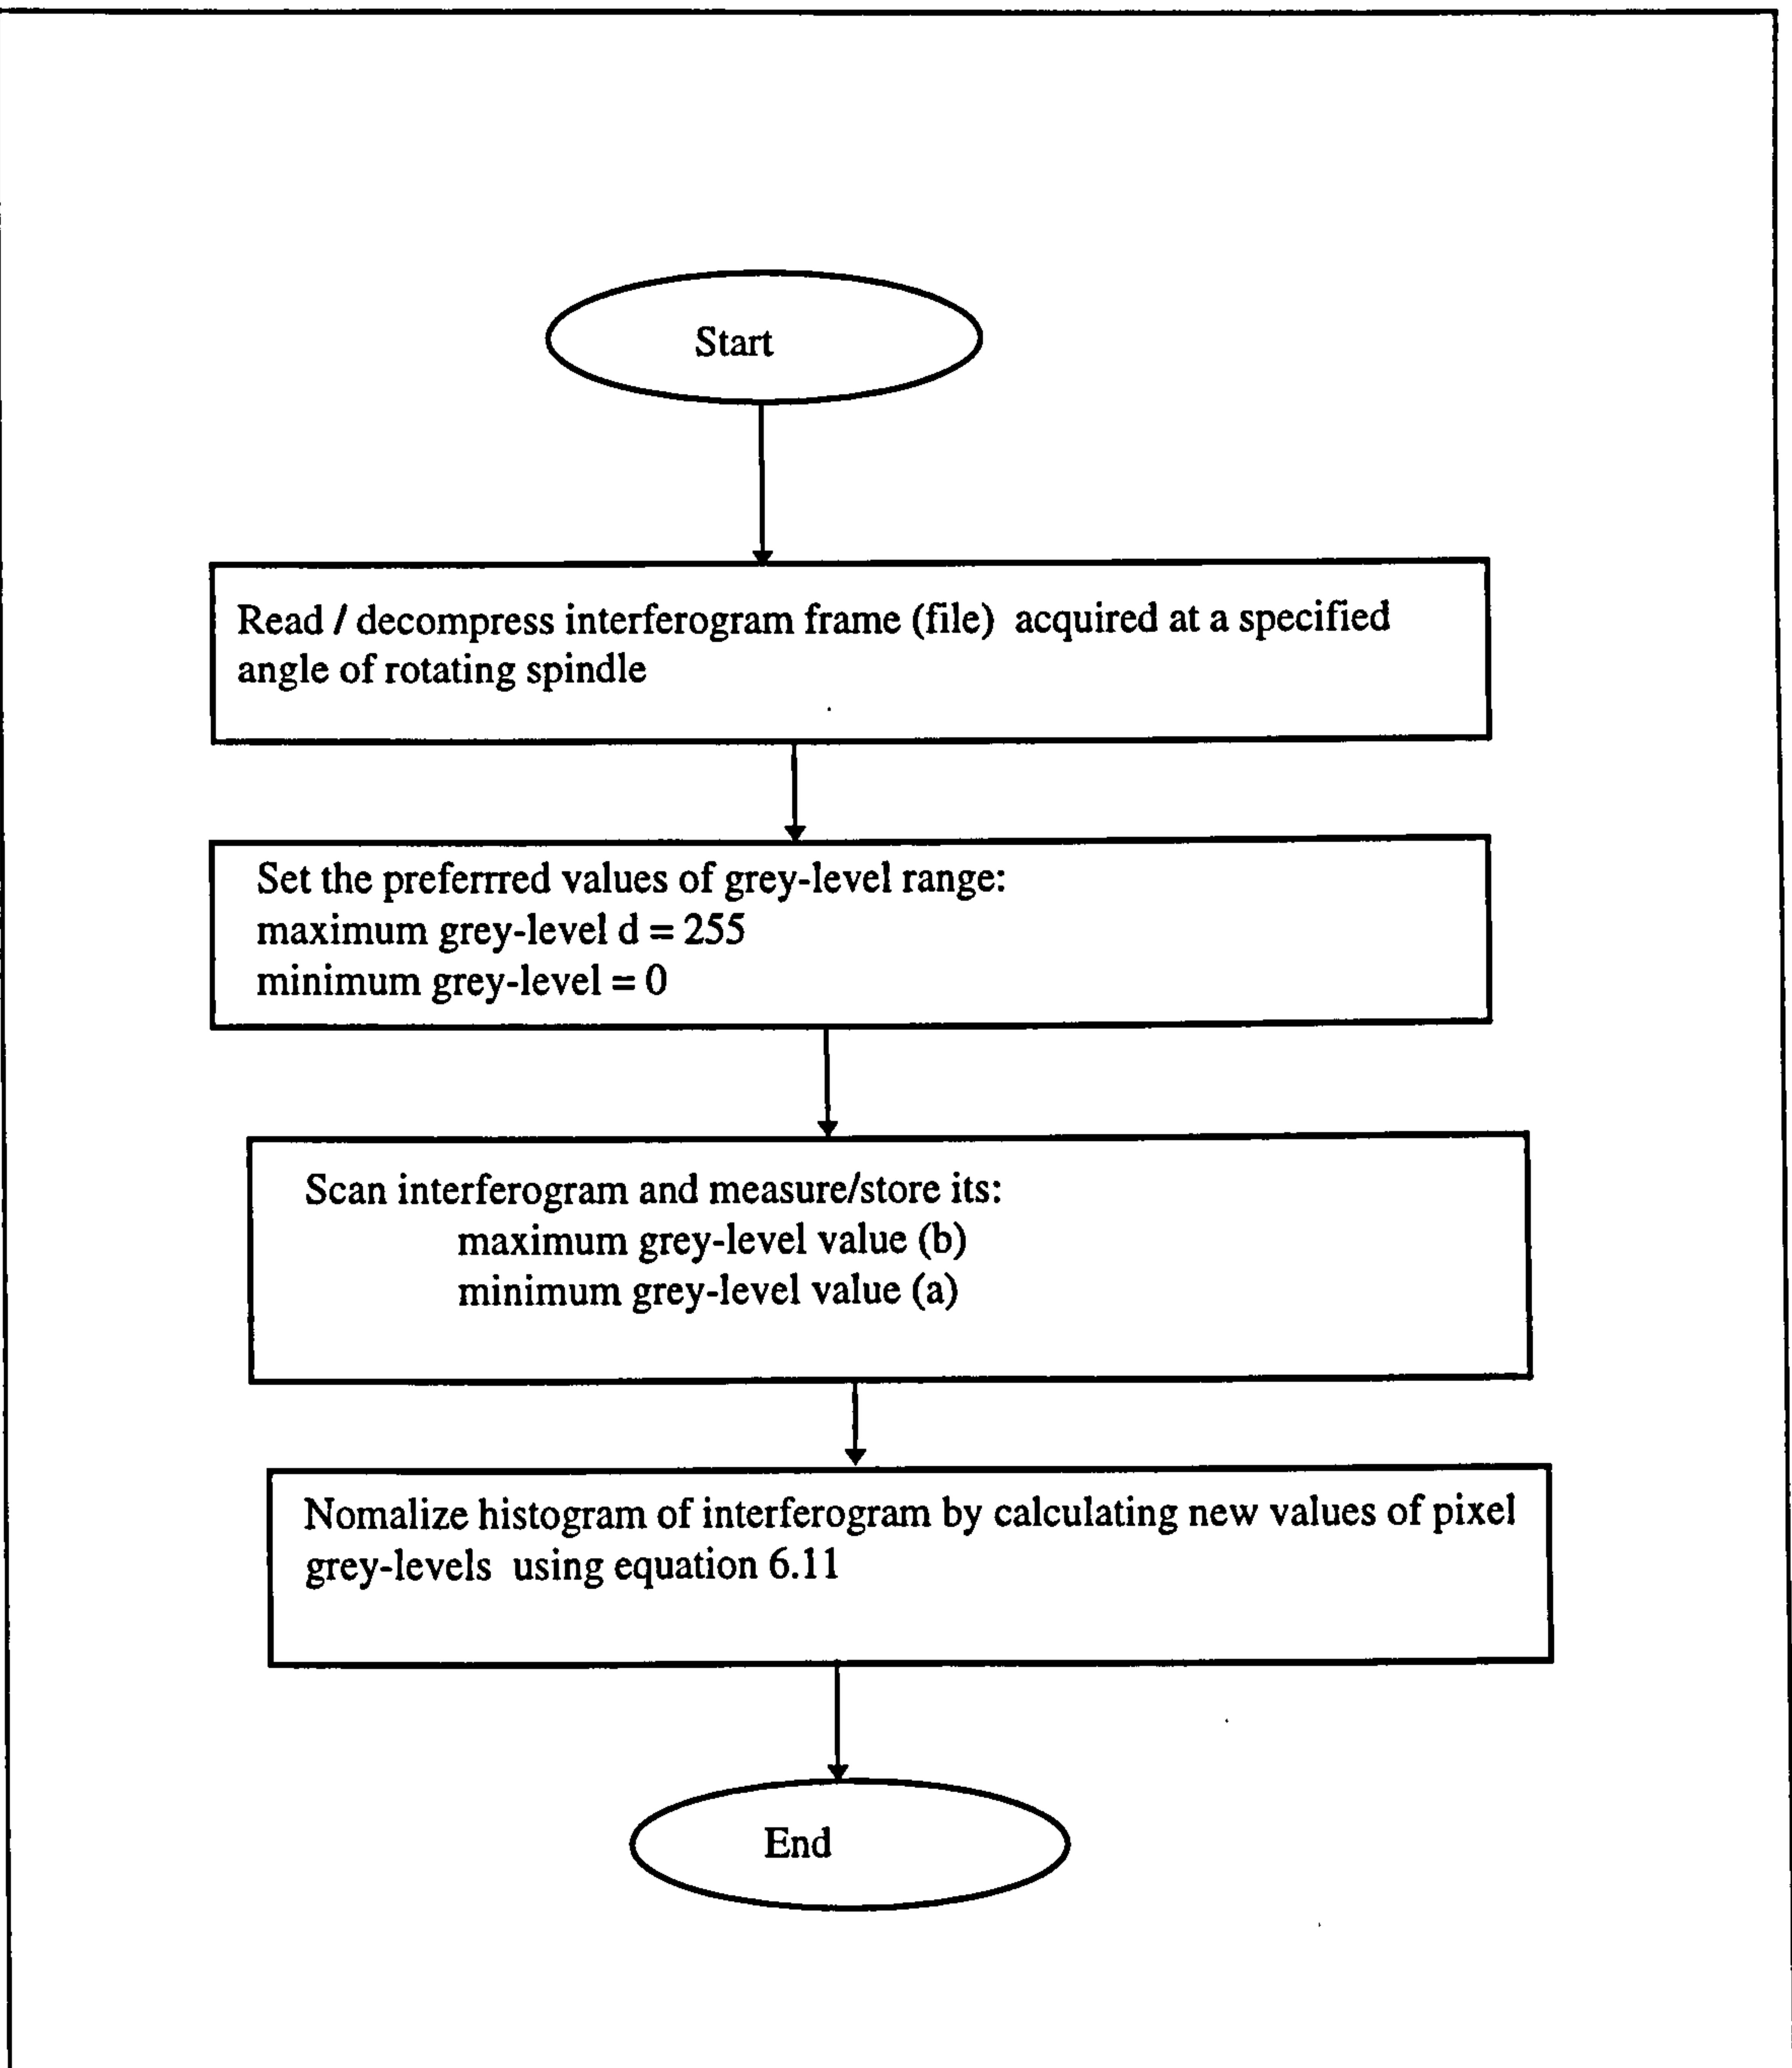 Start
Read / decompress interferogram frame (file) acquired at a specified
angle of rotating spindle
Set the preferrred values of grey-level range:
maximum grey-level d = 255
minimum grey-level = 0
Scan interferogram and measure/store its:
maximum grey-level value (b)
minimum grey-level value (a)
Nomalize histogram of interferogram by calculating new values of pixel
grey-levels using equation 6.11
End